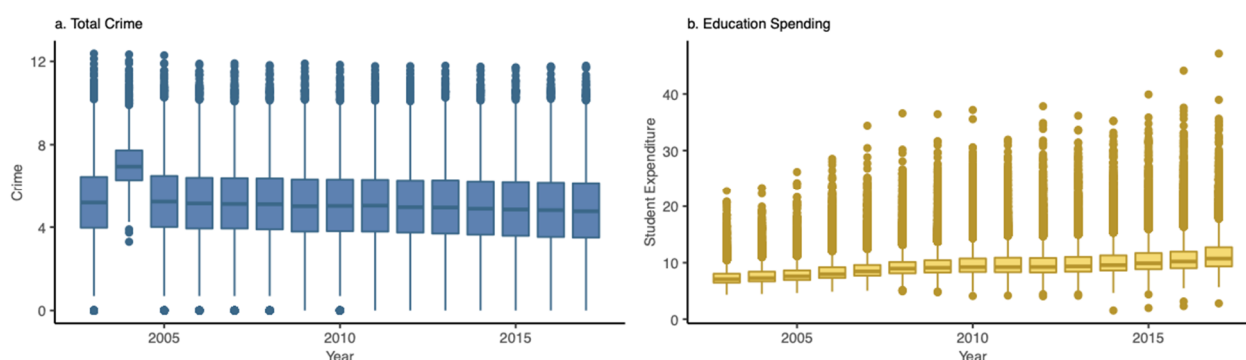 a. Total Crime
12
8
4
0
Crime
2005
2010
2015
Year
b. Education Spending
40
30
20
10
0
Student Expenditure
2005
2010
2015
Year